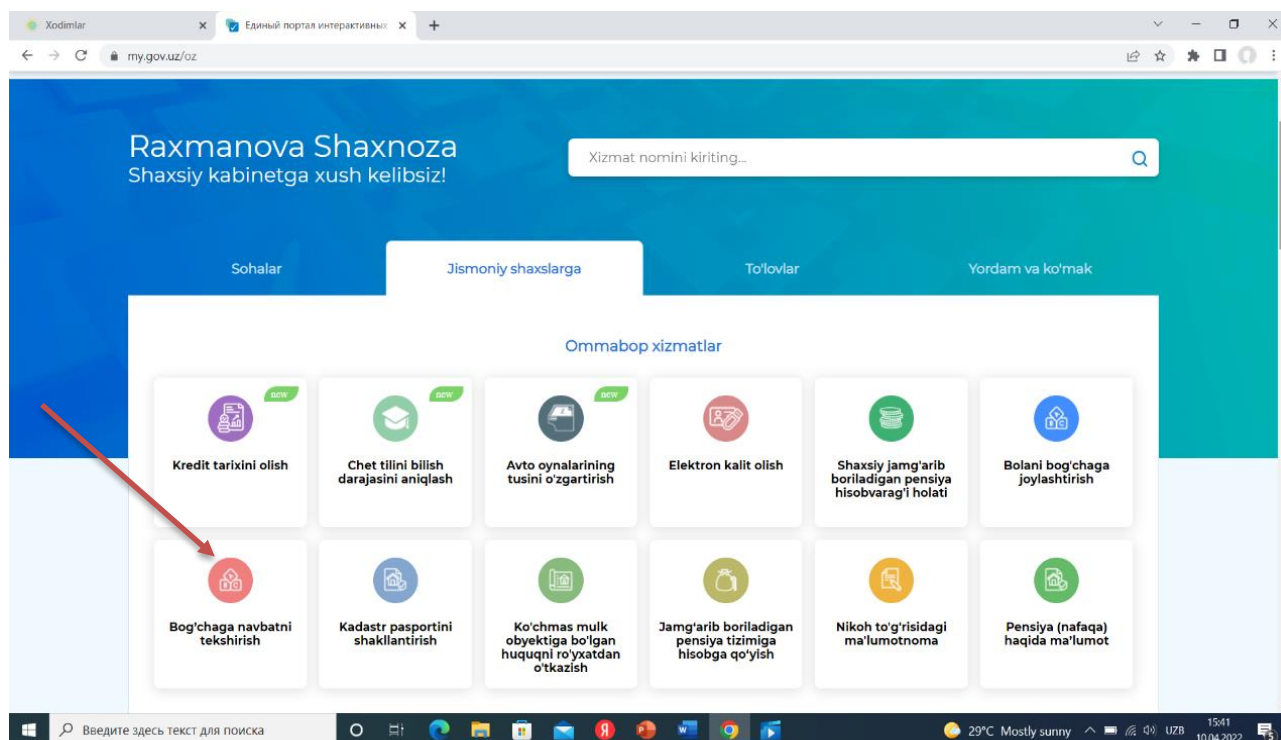 Xodimlar
Единый портал интерактивных
my.gov.uz/oz
Raxmanova Shaxnoza
Shaxsiy kabinetga xush kelibsiz!
Xizmat nomini kiriting...
Sohalar
Jismoniy shaxslarga
To'lovlar
Yordam va ko'mak
Ommabop xizmatlar
new
new
new
Kredit tarixini olish
Chet tilini bilish
darajasini aniqlash
Avto oynalarining
tusini o'zgartirish
Elektron kalit olish
Shaxsiy jamg'arib
boriladigan pensiya
hisobvarag'i holati
Bolani bog'chaga
joylashtirish
Bog'chaga navbatni
tekshirish
Kadastr pasportini
shakllantirish
Ko'chmas mulk
obyektiga bo'lgan
huquqni ro'yxatdan
o'tkazish
Jamg'arib boriladigan
pensiya tizimiga
hisobga qo'yish
Nikoh to'g'risidagi
ma'lumotnoma
Pensiya (nafaqa)
haqida ma'lumot
Введите здесь текст для поиска
29°C Mostly sunny
UZB
15:41
10.04.2022